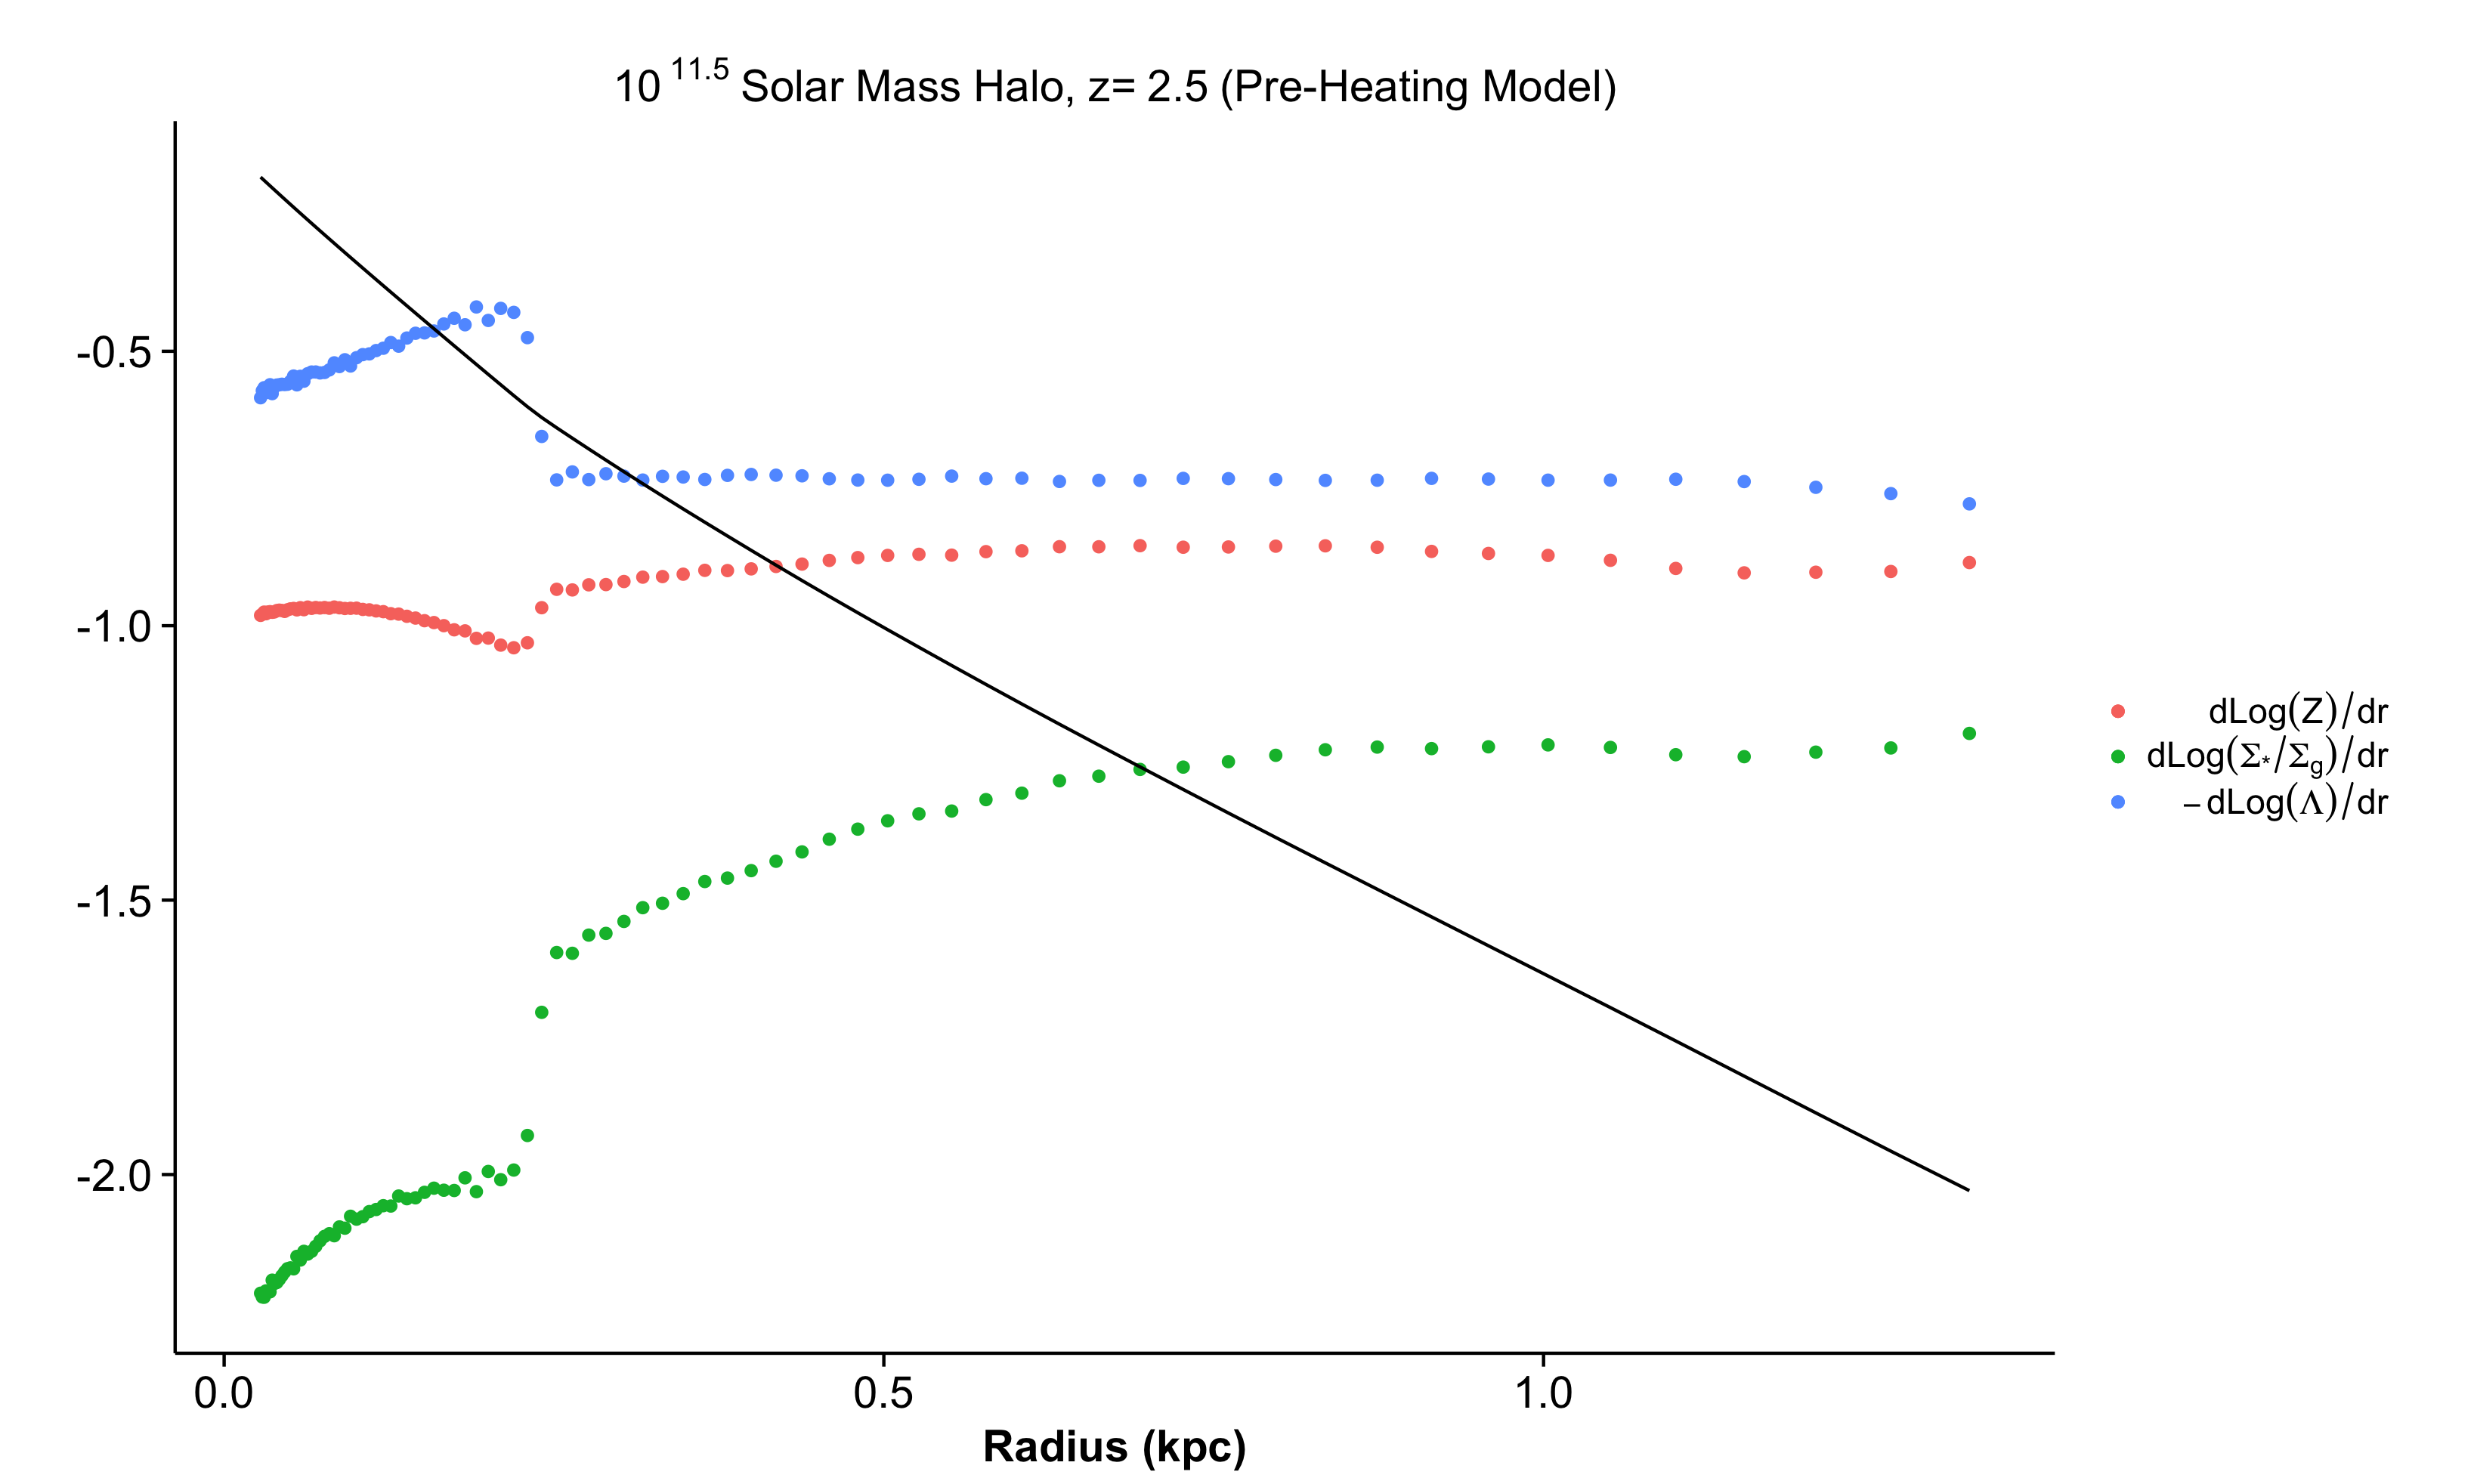 10^11.5 Solar Mass Halo, z= 2.5 (Pre-Heating Model)
-0.5
-1.0
-1.5
-2.0
0.0 0.5 1.0
Radius (kpc)
dLog(Z)/dr
dLog(Σ*/Σg)/dr
−dLog(Λ)/dr